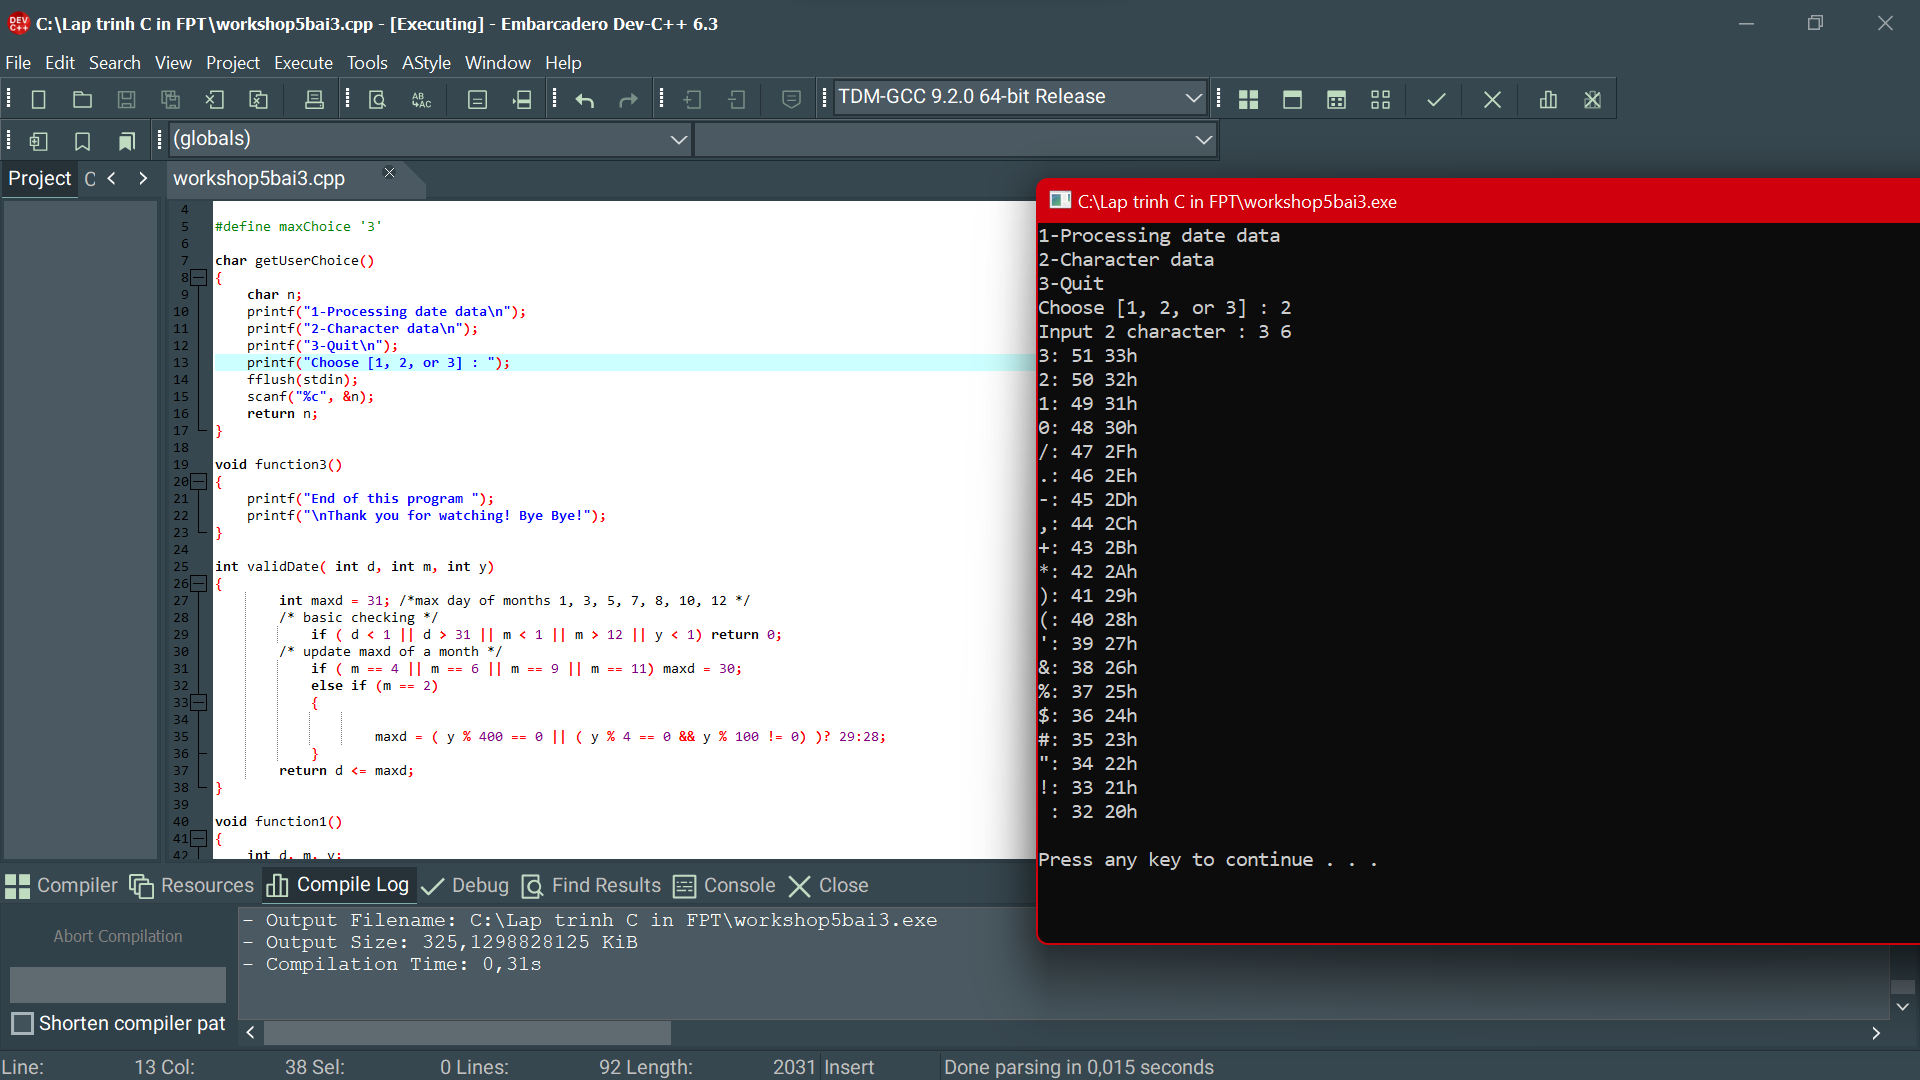 C:\Lap trinh C in FPT\workshop5bai3.cpp - [Executing] - Embarcadero Dev-C++ 6.3
File Edit Search View Project Execute Tools AStyle Window Help
TDM-GCC 9.2.0 64-bit Release
(globals)
Project
workshop5bai3.cpp
4
5 #define maxChoice '3'
6
7 char getUserChoice()
8 {
9 char n;
10 printf("1-Processing date data\n");
11 printf("2-Character data\n");
12 printf("3-Quit\n");
13 printf("Choose [1, 2, or 3] : ");
14 fflush(stdin);
15 scanf("%c", &n);
16 return n;
17 }
18
19 void function3()
20 {
21 printf("End of this program ");
22 printf("\nThank you for watching! Bye Bye!");
23 }
24
25 int validDate( int d, int m, int y)
26 {
27 int maxd = 31; /*max day of months 1, 3, 5, 7, 8, 10, 12 */
28 /* basic checking */
29 if ( d < 1 || d > 31 || m < 1 || m > 12 || y < 1) return 0;
30 /* update maxd of a month */
31 if ( m == 4 || m == 6 || m == 9 || m == 11) maxd = 30;
32 else if (m == 2)
33 {
34
35 maxd = ( y % 400 == 0 || ( y % 4 == 0 && y % 100 != 0) )? 29:28;
36 }
37 return d <= maxd;
38 }
39
40 void function1()
41 {
42 int d, m, y;
C:\Lap trinh C in FPT\workshop5bai3.exe
1-Processing date data
2-Character data
3-Quit
Choose [1, 2, or 3] : 2
Input 2 character : 3 6
3: 51 33h
2: 50 32h
1: 49 31h
0: 48 30h
/: 47 2Fh
.: 46 2Eh
-: 45 2Dh
,: 44 2Ch
+: 43 2Bh
*: 42 2Ah
): 41 29h
(: 40 28h
': 39 27h
&: 38 26h
%: 37 25h
$: 36 24h
#: 35 23h
": 34 22h
!: 33 21h
 : 32 20h
Press any key to continue . . .
Compiler Resources Compile Log Debug Find Results Console Close
Abort Compilation
Shorten compiler pat
- Output Filename: C:\Lap trinh C in FPT\workshop5bai3.exe
- Output Size: 325,1298828125 KiB
- Compilation Time: 0,31s
Line: 13 Col: 38 Sel: 0 Lines: 92 Length: 2031 Insert Done parsing in 0,015 seconds